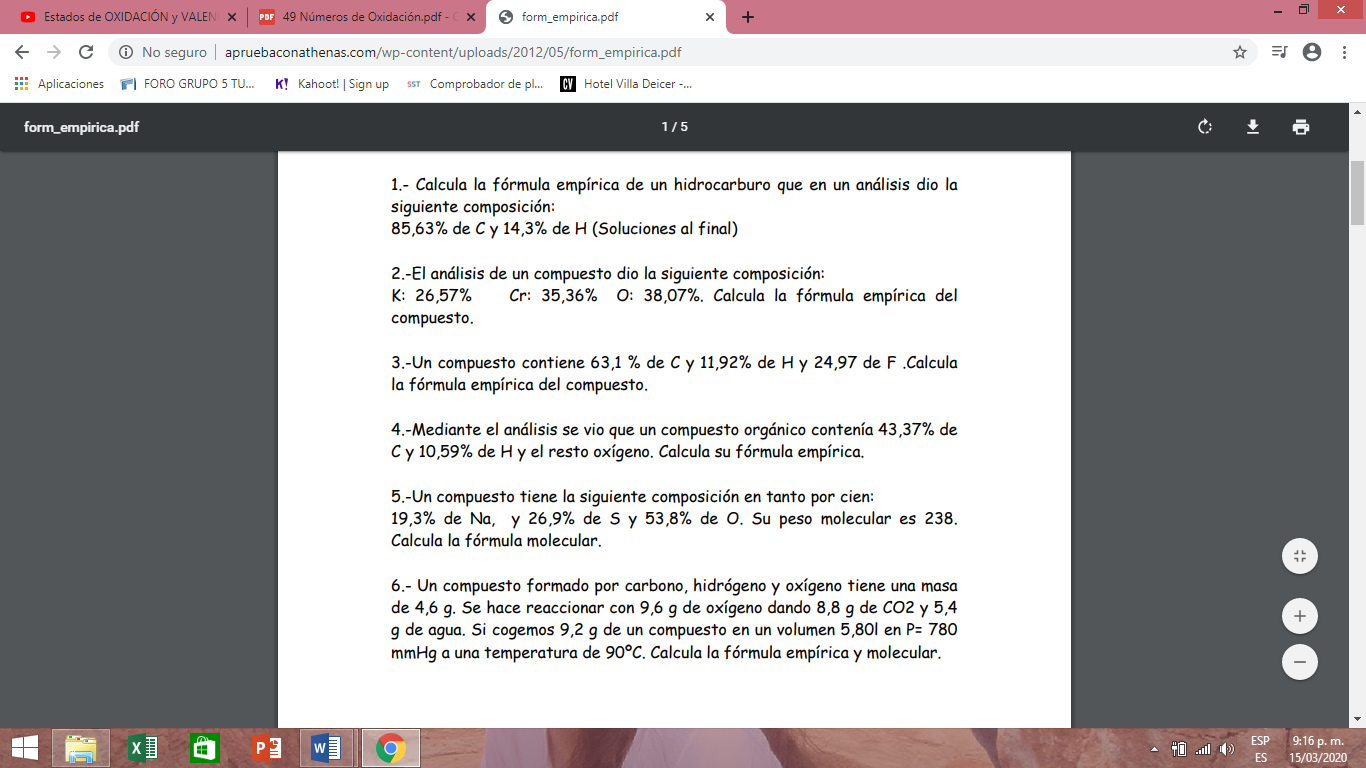 Estados de OXIDACIÓN y VALEN
49 Números de Oxidación.pdf - G
form_empirica.pdf
No seguro | apruebaconathenas.com/wp-content/uploads/2012/05/form_empirica.pdf
Aplicaciones FORO GRUPO 5 TU... Kahoot! | Sign up SST Comprobador de pl... CV Hotel Villa Deicer -...
form_empirica.pdf 1 / 5
1.- Calcula la fórmula empírica de un hidrocarburo que en un análisis dio la
siguiente composición:
85,63% de C y 14,3% de H (Soluciones al final)
2.-El análisis de un compuesto dio la siguiente composición:
K: 26,57% Cr: 35,36% O: 38,07%. Calcula la fórmula empírica del
compuesto.
3.-Un compuesto contiene 63,1 % de C y 11,92% de H y 24,97 de F .Calcula
la fórmula empírica del compuesto.
4.-Mediante el análisis se vio que un compuesto orgánico contenía 43,37% de
C y 10,59% de H y el resto oxígeno. Calcula su fórmula empírica.
5.-Un compuesto tiene la siguiente composición en tanto por cien:
19,3% de Na, y 26,9% de S y 53,8% de O. Su peso molecular es 238.
Calcula la fórmula molecular.
6.- Un compuesto formado por carbono, hidrógeno y oxígeno tiene una masa
de 4,6 g. Se hace reaccionar con 9,6 g de oxígeno dando 8,8 g de CO2 y 5,4
g de agua. Si cogemos 9,2 g de un compuesto en un volumen 5,80l en P= 780
mmHg a una temperatura de 90ºC. Calcula la fórmula empírica y molecular.
ESP 9:16 p. m.
ES 15/03/2020